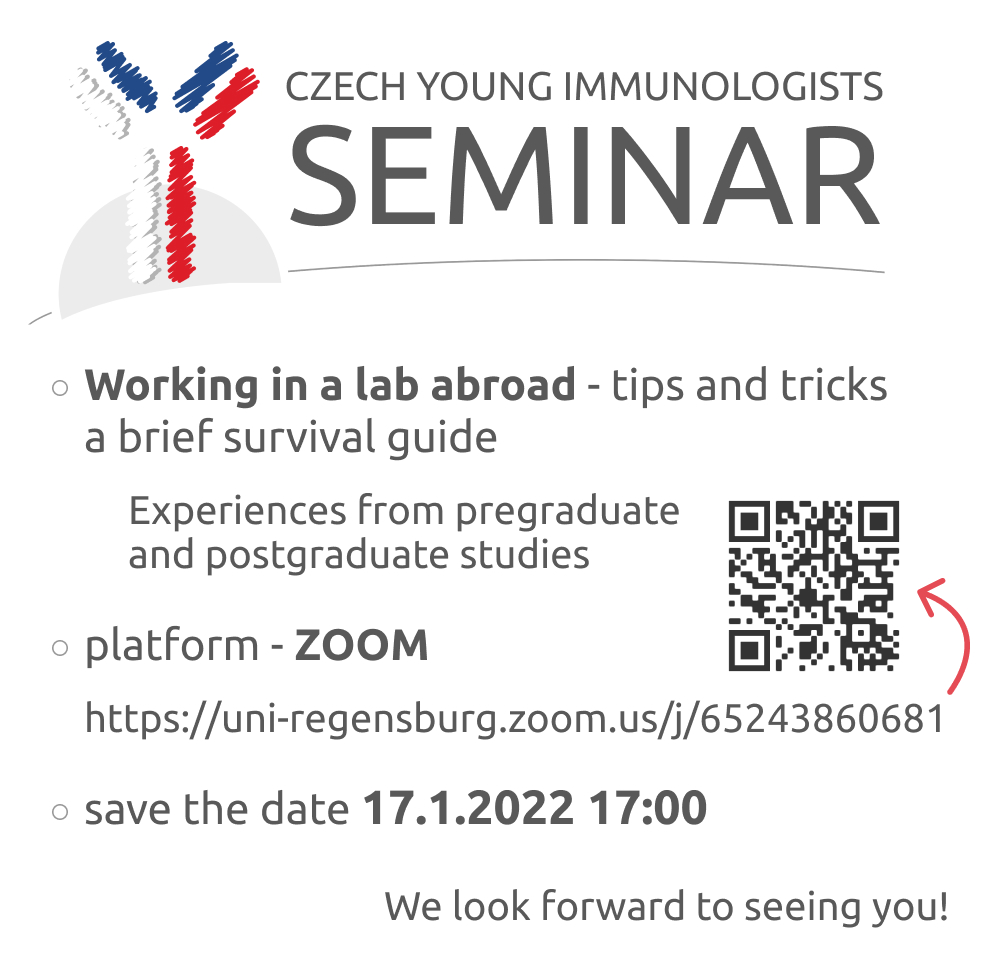 CZECH YOUNG IMMUNOLOGISTS
SEMINAR
Working in a lab abroad - tips and tricks
a brief survival guide
Experiences from pregraduate
and postgraduate studies
platform - ZOOM
https://uni-regensburg.zoom.us/j/65243860681
save the date 17.1.2022 17:00
We look forward to seeing you!